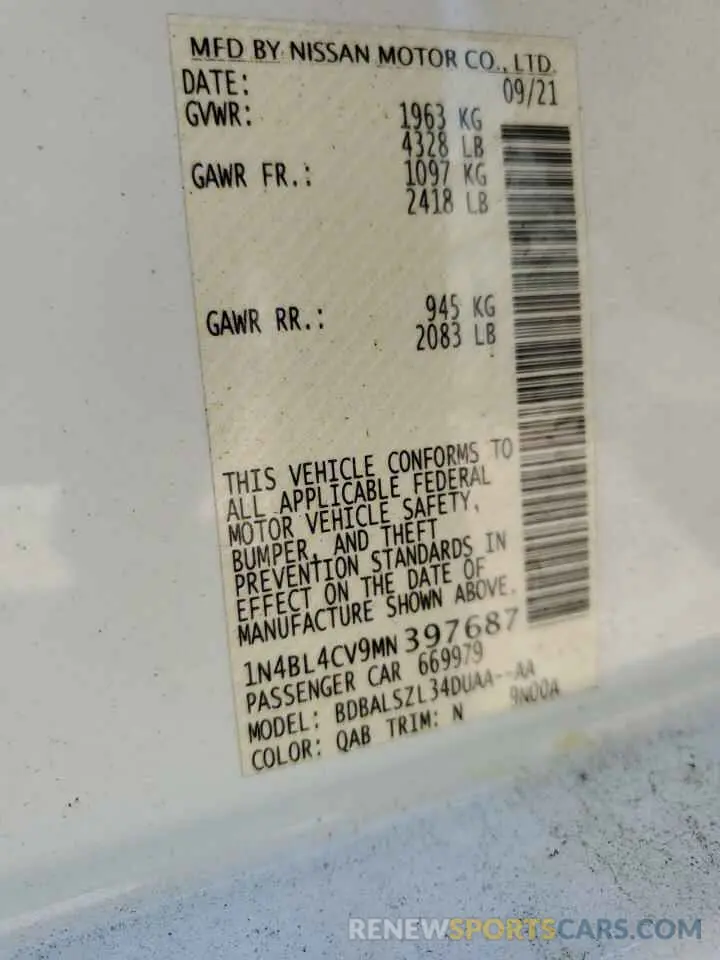 MFD BY NISSAN MOTOR CO., LTD.
DATE: 09/21
GVWR: 1963 KG
4328 LB
GAWR FR.: 1097 KG
2418 LB
GAWR RR.: 945 KG
2083 LB
THIS VEHICLE CONFORMS TO
ALL APPLICABLE FEDERAL
MOTOR VEHICLE SAFETY,
BUMPER, AND THEFT
PREVENTION STANDARDS IN
EFFECT ON THE DATE OF
MANUFACTURE SHOWN ABOVE.
1N4BL4CV9MN 397687
PASSENGER CAR 669979
MODEL: BDBALSZL34DUAA--AA
COLOR: QAB TRIM: N 9N00A
RENEWSPORTSCARS.COM